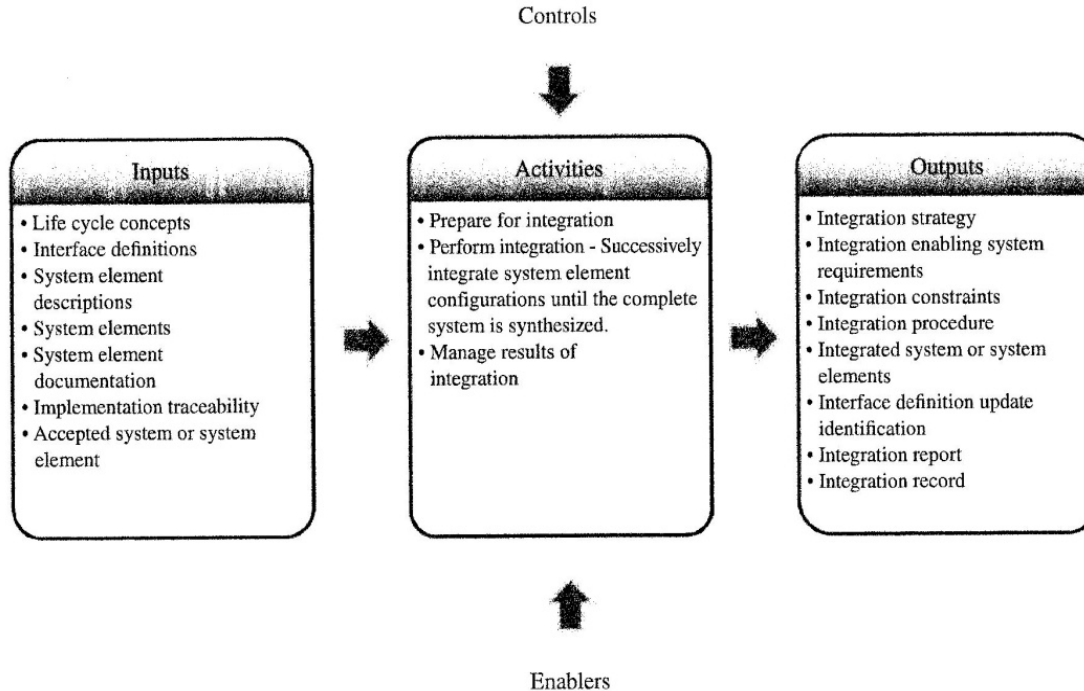 Controls
Inputs
• Life cycle concepts
• Interface definitions
• System element
descriptions
• System elements
• System element
documentation
• Implementation traceability
• Accepted system or system
element
Activities
• Prepare for integration
• Perform integration - Successively
integrate system element
configurations until the complete
system is synthesized.
• Manage results of
integration
Outputs
• Integration strategy
• Integration enabling system
requirements
• Integration constraints
• Integration procedure
• Integrated system or system
elements
• Interface definition update
identification
• Integration report
• Integration record
Enablers